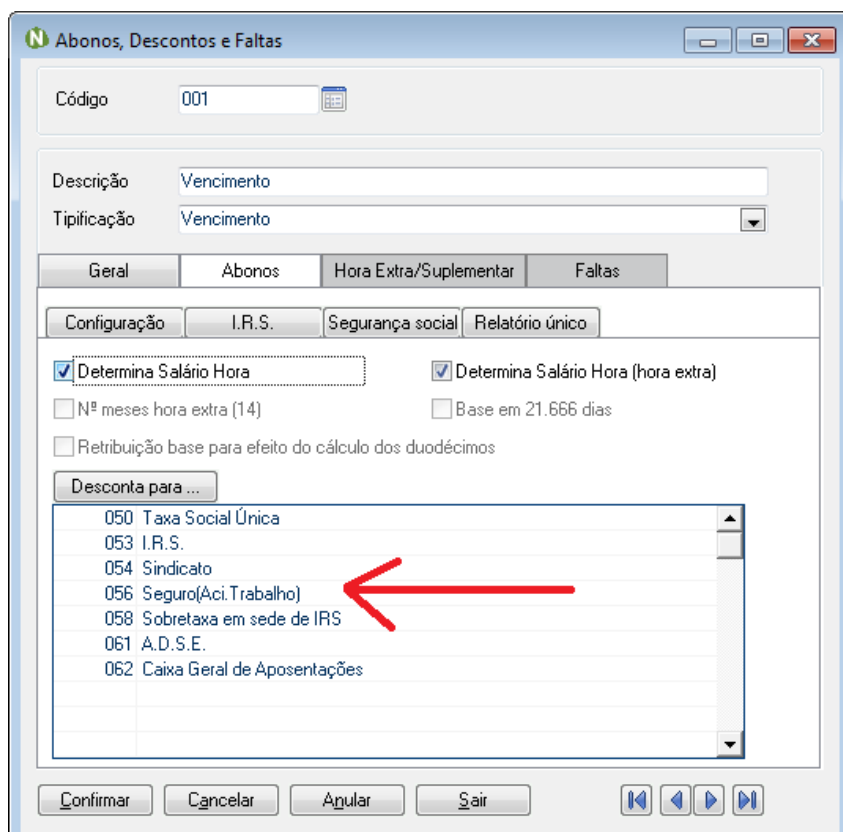 Abonos, Descontos e Faltas
Código 001
Descrição Vencimento
Tipificação Vencimento
Geral Abonos Hora Extra/Suplementar Faltas
Configuração I.R.S. Segurança social Relatório único
Determina Salário Hora Determina Salário Hora (hora extra)
Nº meses hora extra (14) Base em 21.666 dias
Retribuição base para efeito do cálculo dos duodécimos
Desconta para ...
050 Taxa Social Única
053 I.R.S.
054 Sindicato
056 Seguro(Aci.Trabalho)
058 Sobretaxa em sede de IRS
061 A.D.S.E.
062 Caixa Geral de Aposentações
Confirmar Cancelar Anular Sair